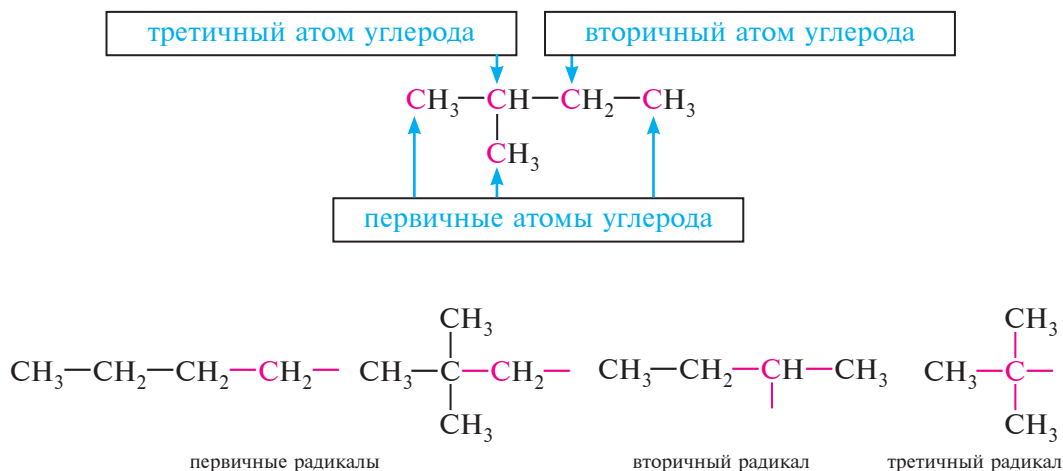 третичный атом углерода вторичный атом углерода
CH₃—CH—CH₂—CH₃
CH₃
первичные атомы углерода
CH₃ CH₃
CH₃—CH₂—CH₂—CH₂— CH₃—C—CH₂— CH₃—CH₂—CH—CH₃ CH₃—C—
CH₃ CH₃
первичные радикалы вторичный радикал третичный радикал